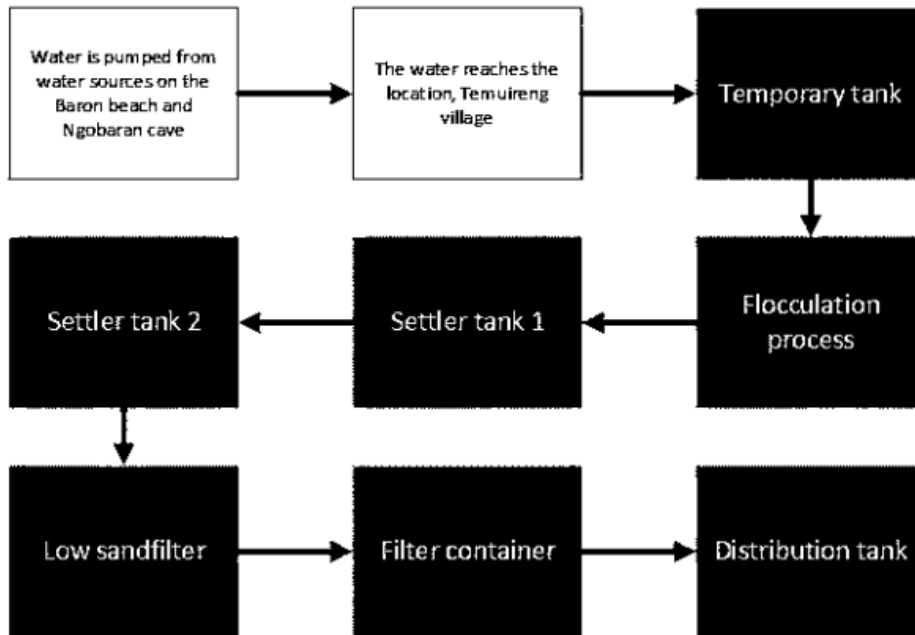 Water is pumped from
water sources on the
Baron beach and
Ngobaran cave
The water reaches the
location, Temuireng
village
Temporary tank
Flocculation
process
Settler tank 1
Settler tank 2
Low sandfilter
Filter container
Distribution tank